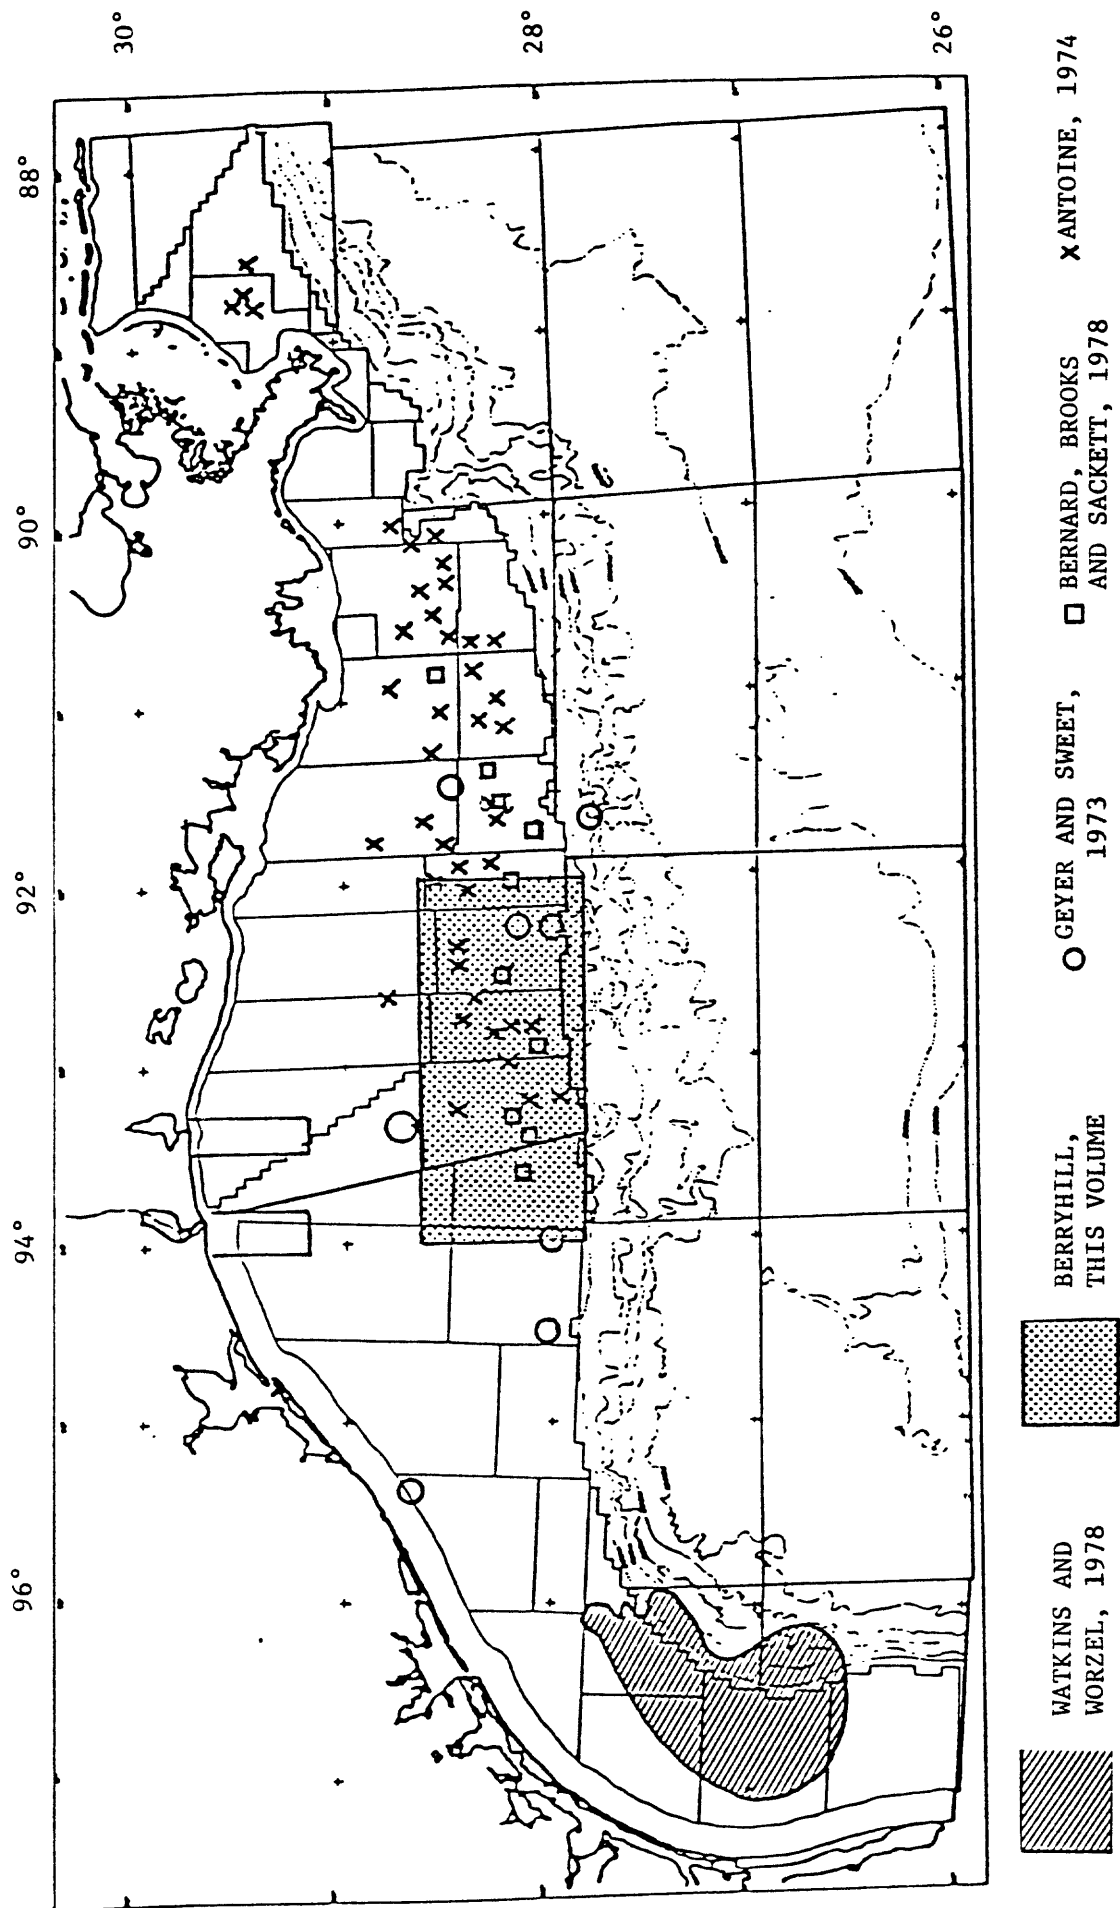 96°
94°
92°
90°
88°
30°
28°
26°
WATKINS AND
WORZEL, 1978
BERRYHILL,
THIS VOLUME
GEYER AND SWEET,
1973
BERNARD, BROOKS
AND SACKETT, 1978
X ANTOINE, 1974